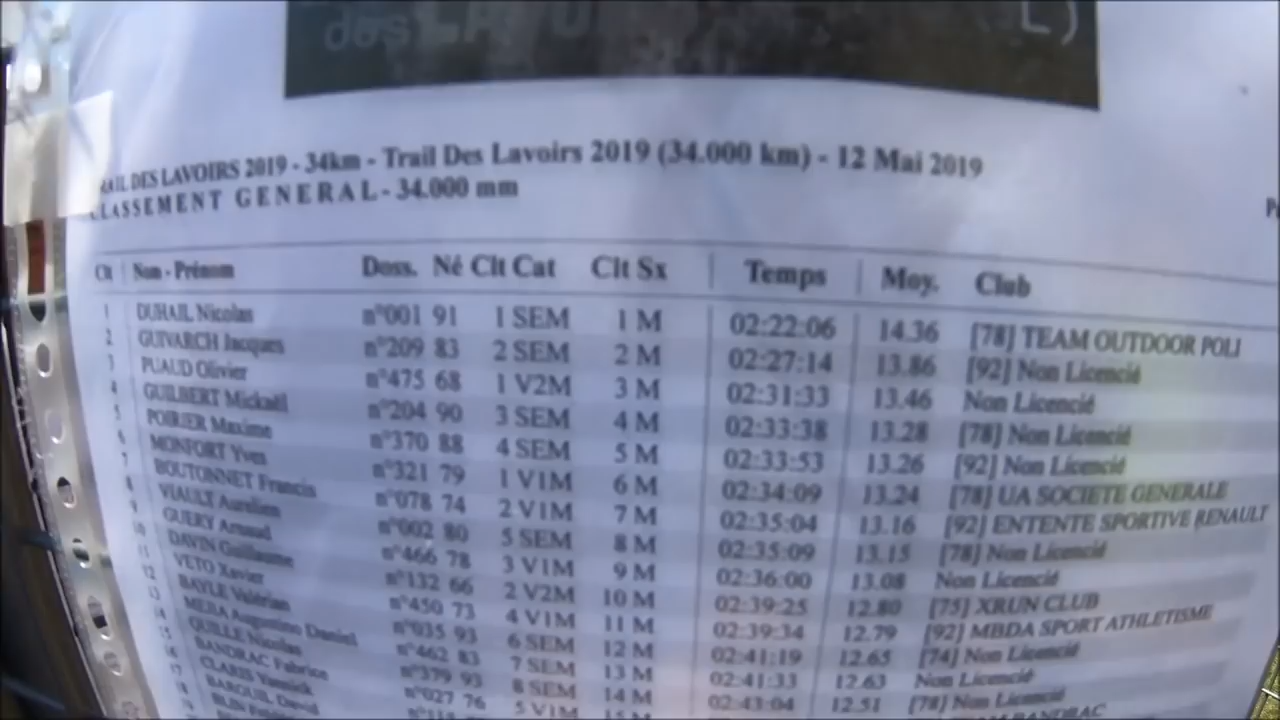 des LAVO
L)
AIL DES LAVOIRS 2019 - 34km - Trail Des Lavoirs 2019 (34.000 km) - 12 Mai 2019
CLASSEMENT GENERAL - 34.000 mm
Clt Nom - Prénom Doss. Né Clt Cat Clt Sx Temps Moy. Club
1 DUHAIL Nicolas n°001 91 1 SEM 1 M 02:22:06 14.36 [78] TEAM OUTDOOR POLI
2 GUIVARCH Jacques n°209 83 2 SEM 2 M 02:27:14 13.86 [92] Non Licencié
3 PUAUD Olivier n°475 68 1 V2M 3 M 02:31:33 13.46 Non Licencié
4 GUILBERT Mickaël n°204 90 3 SEM 4 M 02:33:38 13.28 [78] Non Licencié
5 POIRIER Maxime n°370 88 4 SEM 5 M 02:33:53 13.26 [92] Non Licencié
6 MONFORT Yves n°321 79 1 V1M 6 M 02:34:09 13.24 [78] UA SOCIETE GENERALE
7 BOUTONNET Francis n°078 74 2 V1M 7 M 02:35:04 13.16 [92] ENTENTE SPORTIVE RENAULT
8 VIAULT Aurelien n°002 80 5 SEM 8 M 02:35:09 13.15 [78] Non Licencié
9 GUERY Arnaud n°466 78 3 V1M 9 M 02:36:00 13.08 Non Licencié
10 DAVIN Guillaume n°132 66 2 V2M 10 M 02:39:25 12.80 [75] XRUN CLUB
11 VETO Xavier n°450 73 4 V1M 11 M 02:39:34 12.79 [92] MBDA SPORT ATHLETISME
12 BAYLE Valérian n°035 93 6 SEM 12 M 02:41:19 12.65 [74] Non Licencié
13 MERA Augustino Daniel n°462 83 7 SEM 13 M 02:41:33 12.63 Non Licencié
14 QUILLE Nicolas n°379 93 8 SEM 14 M 02:43:04 12.51 [78] Non Licencié
15 BANDRAC Fabrice n°027 76 5 V1M 15 M BANDRAC
16 CLARIS Yannick
17 BAROUIL David
18 BLIN